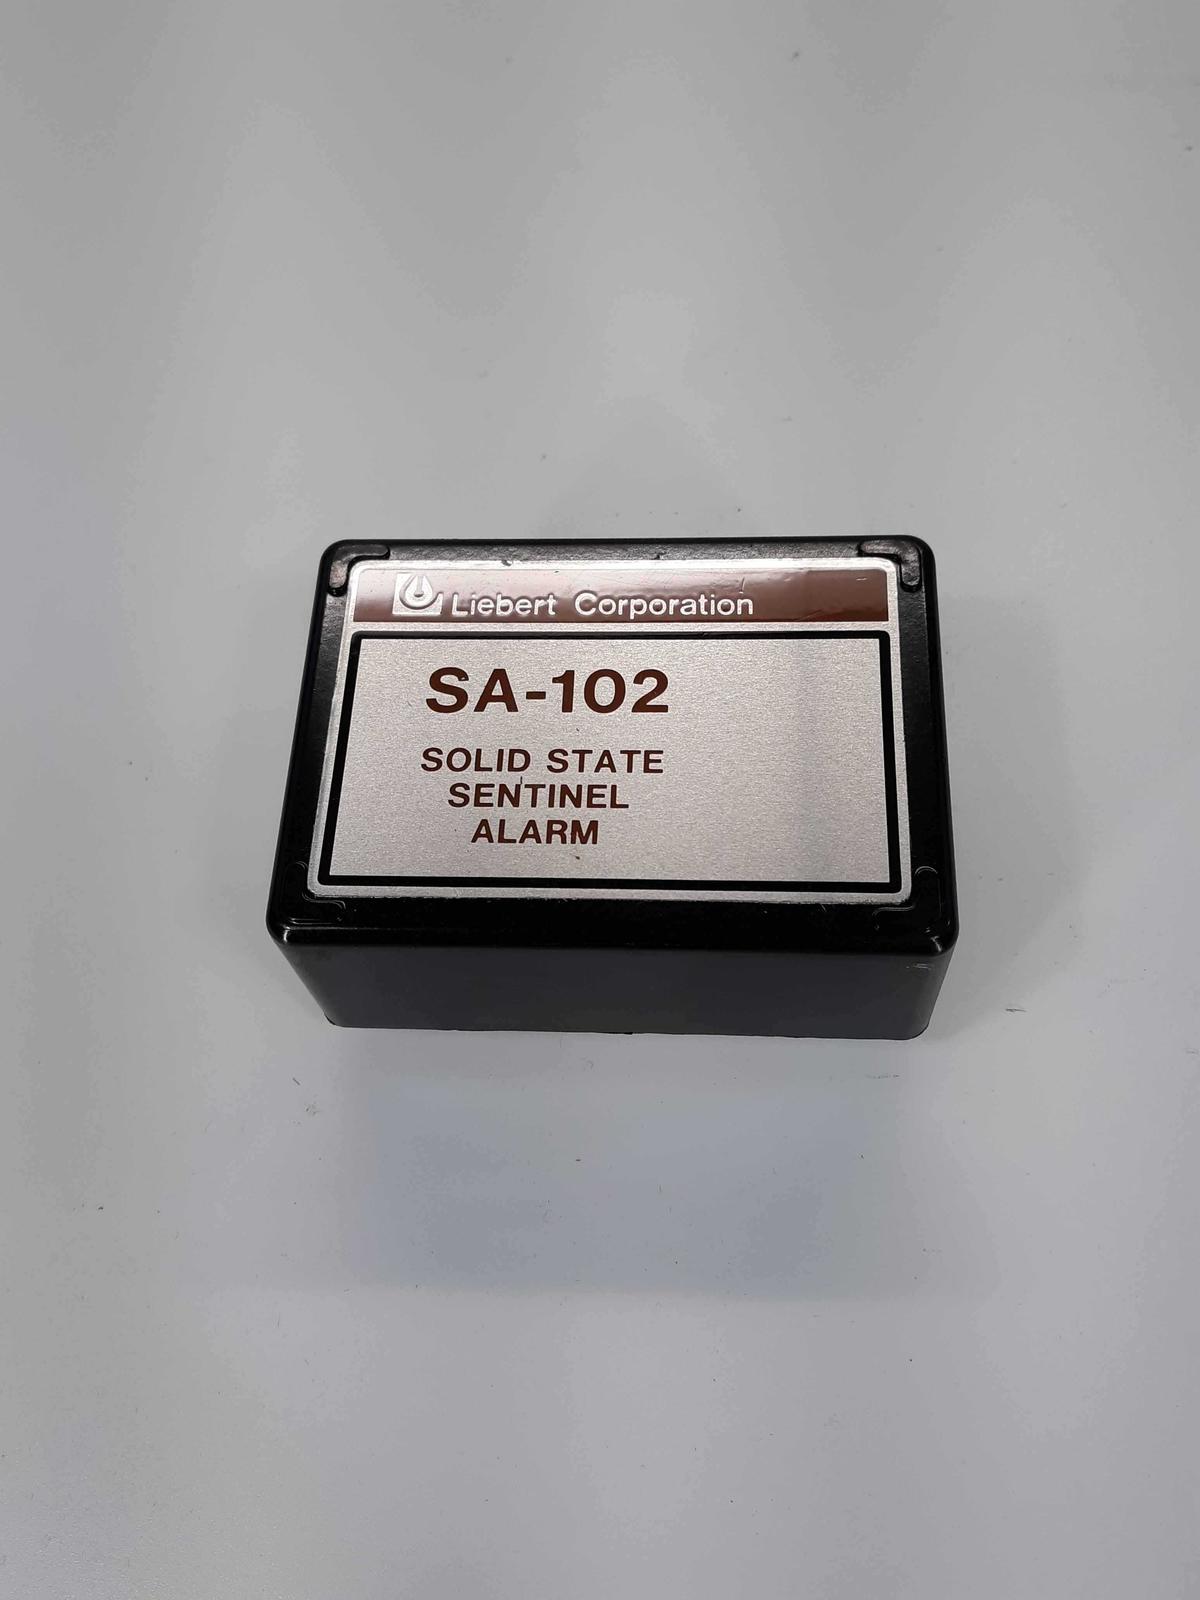 Liebert Corporation
SA-102
SOLID STATE
SENTINEL
ALARM